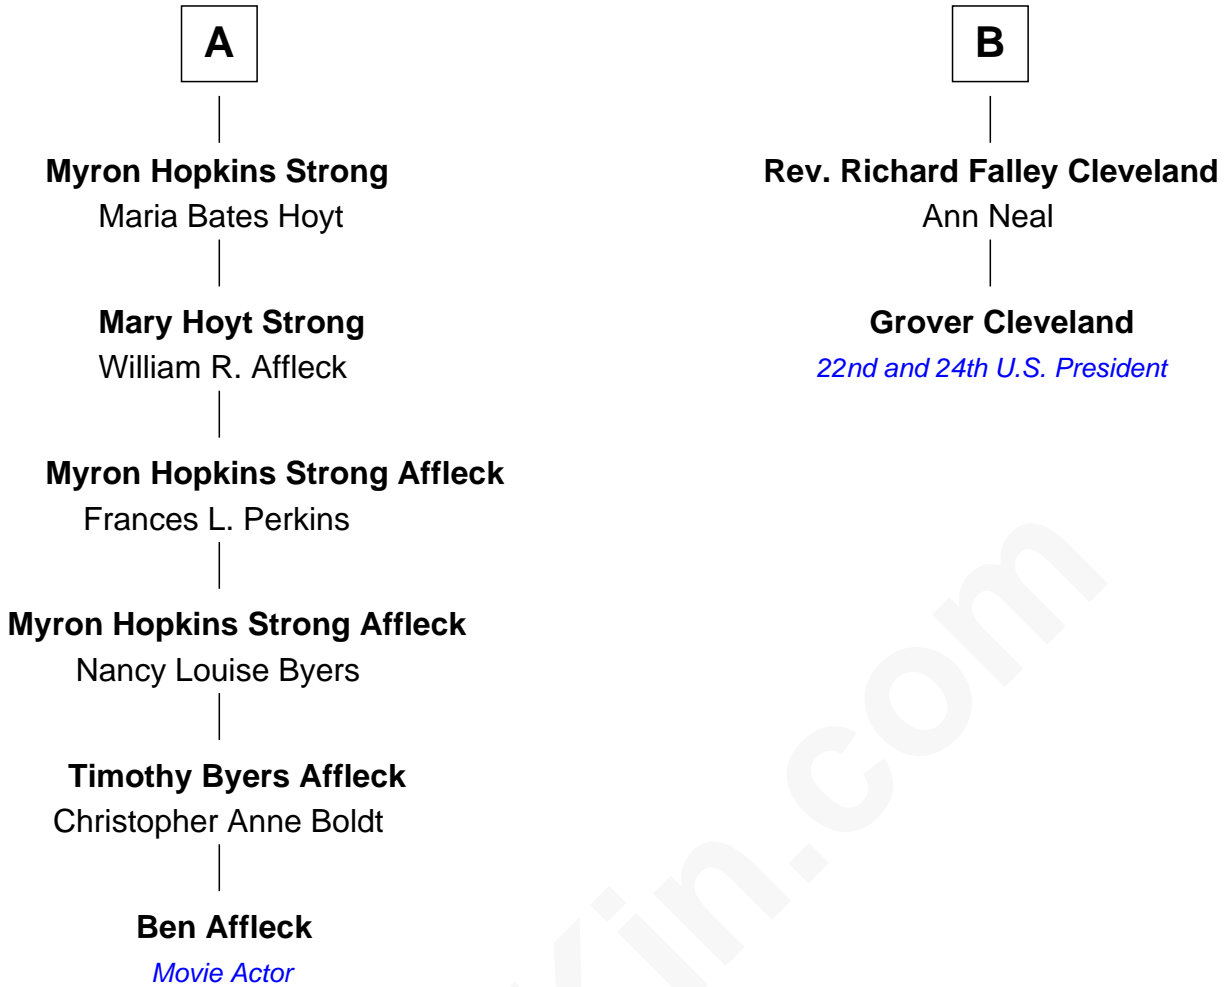 A
Myron Hopkins Strong
Maria Bates Hoyt
Mary Hoyt Strong
William R. Affleck
Myron Hopkins Strong Affleck
Frances L. Perkins
Myron Hopkins Strong Affleck
Nancy Louise Byers
Timothy Byers Affleck
Christopher Anne Boldt
Ben Affleck
Movie Actor
B
Rev. Richard Falley Cleveland
Ann Neal
Grover Cleveland
22nd and 24th U.S. President